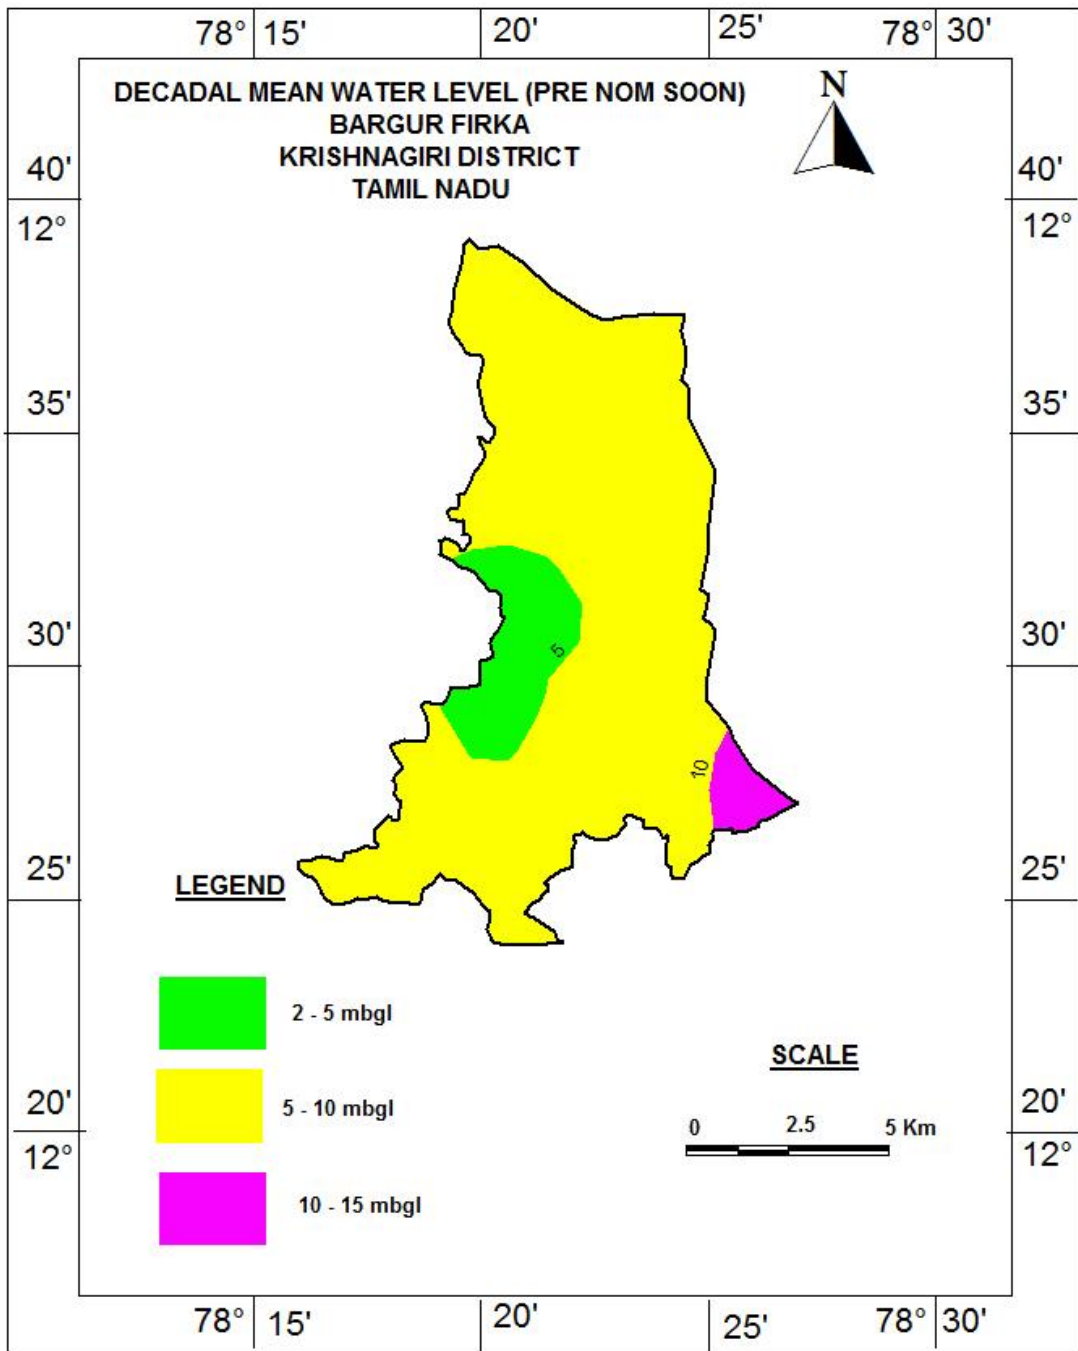 78° 15' 20' 25' 78° 30'
DECADAL MEAN WATER LEVEL (PRE NOM SOON)
BARGUR FIRKA
KRISHNAGIRI DISTRICT
TAMIL NADU
N
40' 40'
12° 12°
35' 35'
30' 30'
5
10
25' 25'
LEGEND
2 - 5 mbgl
5 - 10 mbgl
10 - 15 mbgl
SCALE
0 2.5 5 Km
20' 20'
12° 12°
78° 15' 20' 25' 78° 30'